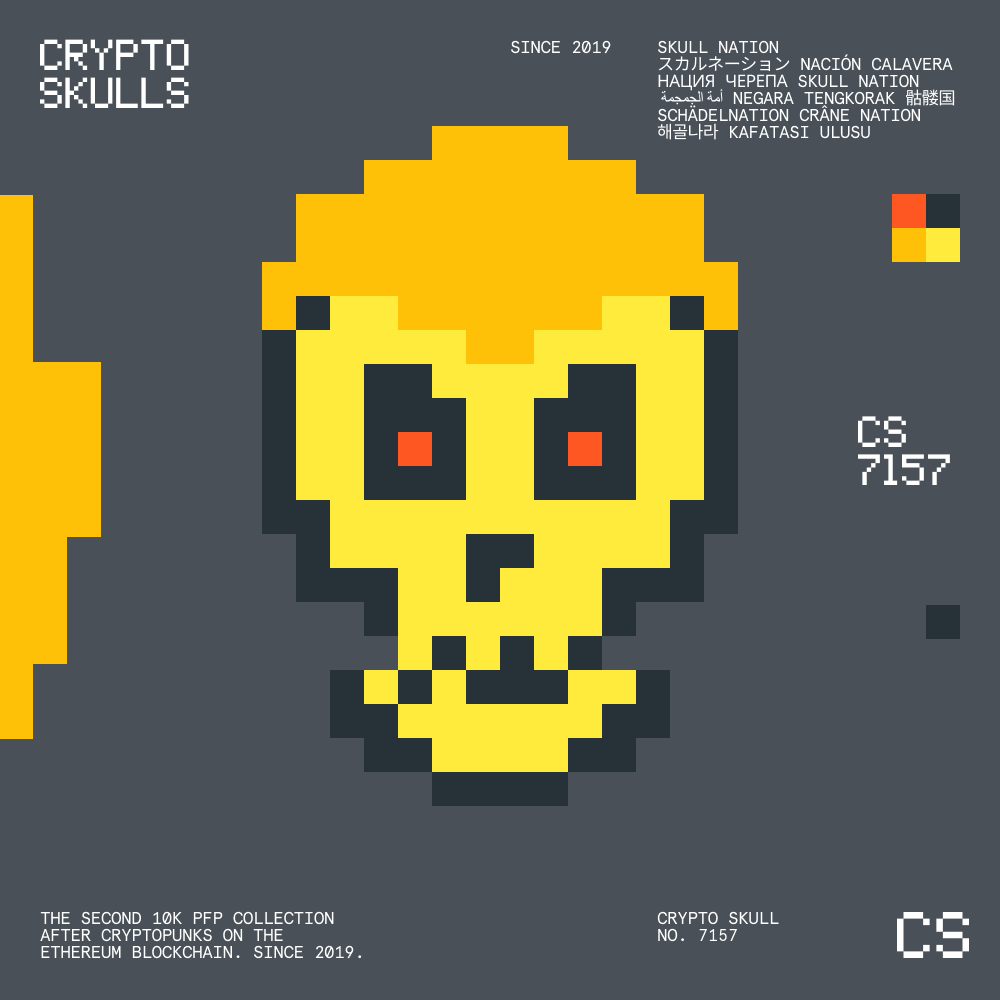 CRYPTO
SKULLS
SINCE 2019
SKULL NATION
スカルネーション NACIÓN CALAVERA
НАЦИЯ ЧЕРЕПА SKULL NATION
أمة الجمجمة NEGARA TENGKORAK 骷髅国
SCHÄDELNATION CRÂNE NATION
해골나라 KAFATASI ULUSU
CS
7157
THE SECOND 10K PFP COLLECTION
AFTER CRYPTOPUNKS ON THE
ETHEREUM BLOCKCHAIN. SINCE 2019.
CRYPTO SKULL
NO. 7157
CS